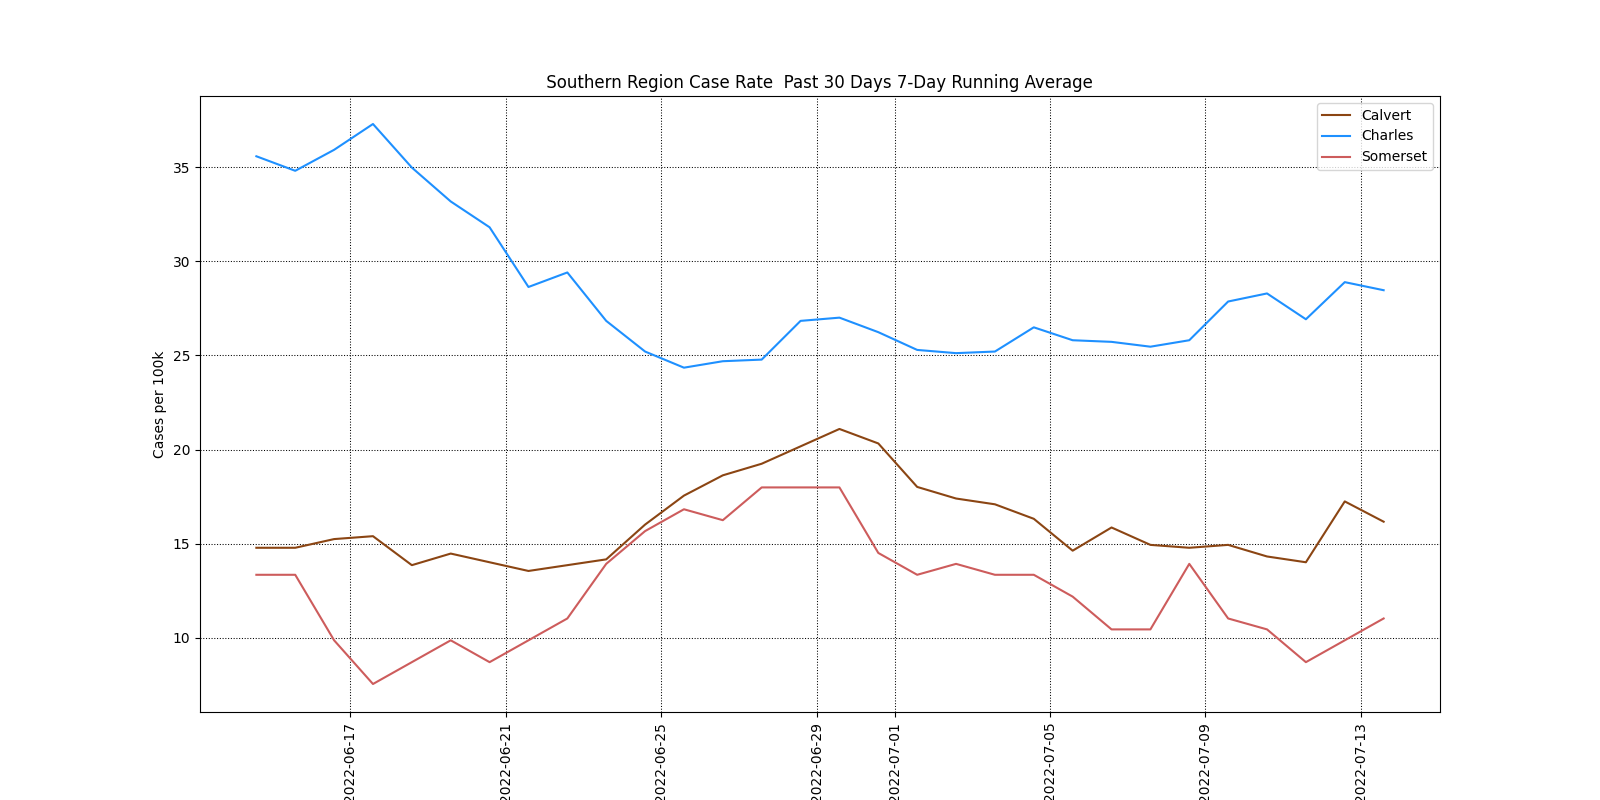 Southern Region Case Rate  Past 30 Days 7-Day Running Average
Calvert
Charles
Somerset
Cases per 100k
35
30
25
20
15
10
2022-06-17
2022-06-21
2022-06-25
2022-06-29
2022-07-01
2022-07-05
2022-07-09
2022-07-13